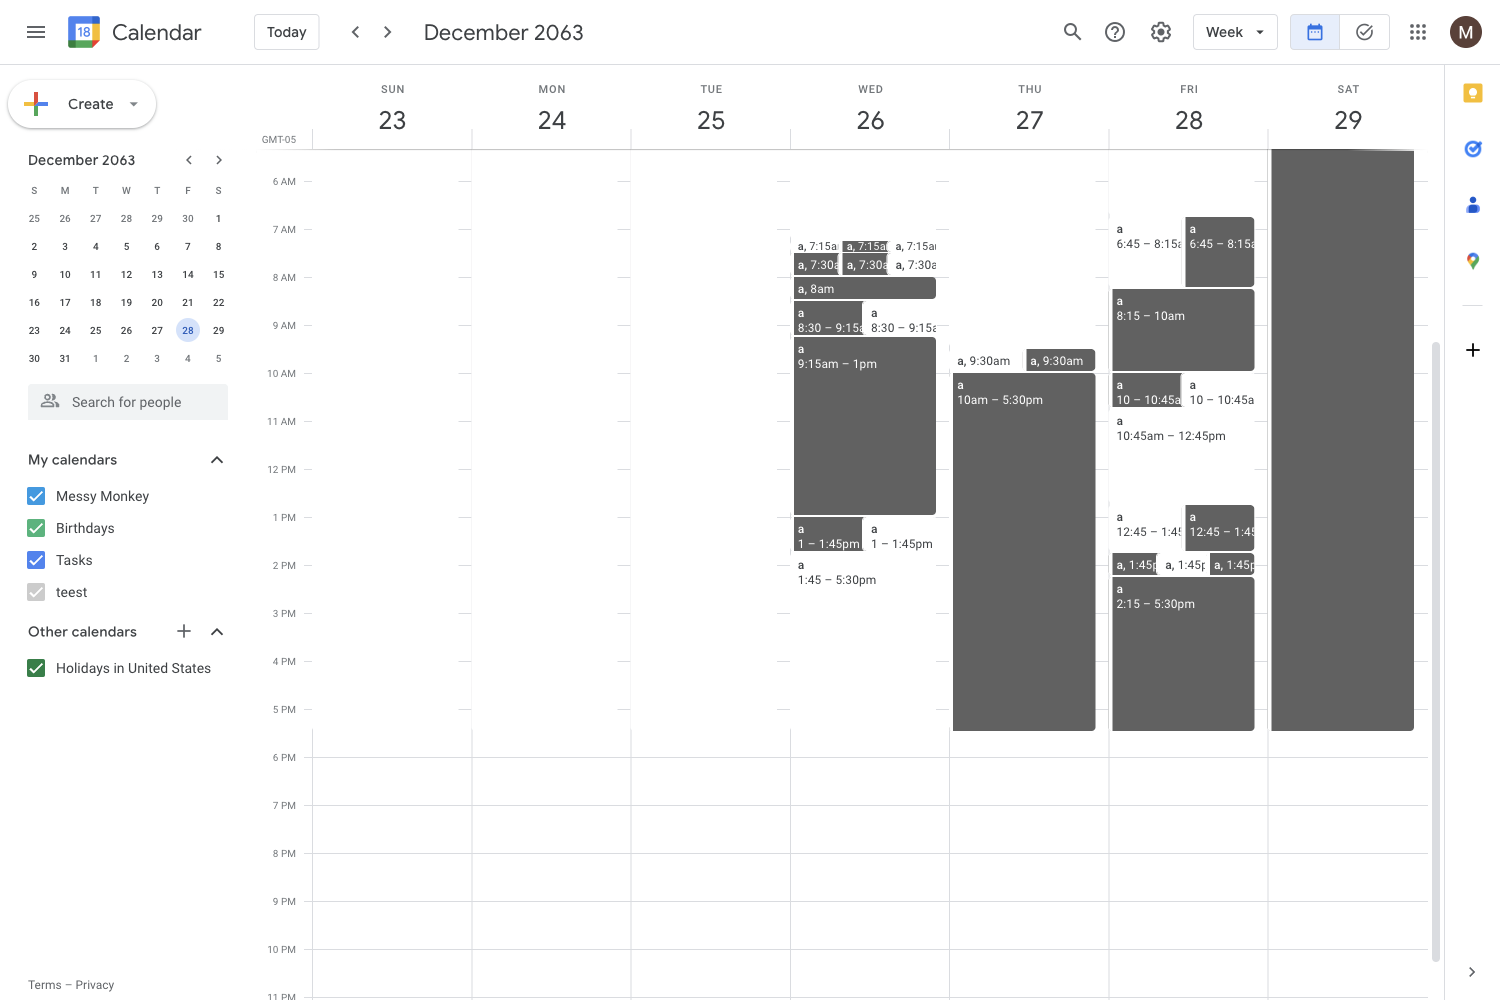 18 Calendar Today December 2063 Week M
Create
December 2063
S M T W T F S
25 26 27 28 29 30 1
2 3 4 5 6 7 8
9 10 11 12 13 14 15
16 17 18 19 20 21 22
23 24 25 26 27 28 29
30 31 1 2 3 4 5
Search for people
My calendars
Messy Monkey
Birthdays
Tasks
teest
Other calendars
Holidays in United States
Terms – Privacy
SUN MON TUE WED THU FRI SAT
23 24 25 26 27 28 29
GMT-05
6 AM
7 AM
8 AM
9 AM
10 AM
11 AM
12 PM
1 PM
2 PM
3 PM
4 PM
5 PM
6 PM
7 PM
8 PM
9 PM
10 PM
11 PM
a, 7:15a a, 7:15a a, 7:15a
a, 7:30a a, 7:30a a, 7:30a
a, 8am
a a
8:30 – 9:15a 8:30 – 9:15a
a
9:15am – 1pm
a a
1 – 1:45pm 1 – 1:45pm
a
1:45 – 5:30pm
a, 9:30am a, 9:30am
a
10am – 5:30pm
a a
6:45 – 8:15a 6:45 – 8:15a
a
8:15 – 10am
a a
10 – 10:45a 10 – 10:45a
a
10:45am – 12:45pm
a a
12:45 – 1:45 12:45 – 1:45
a, 1:45p a, 1:45p a, 1:45p
a
2:15 – 5:30pm